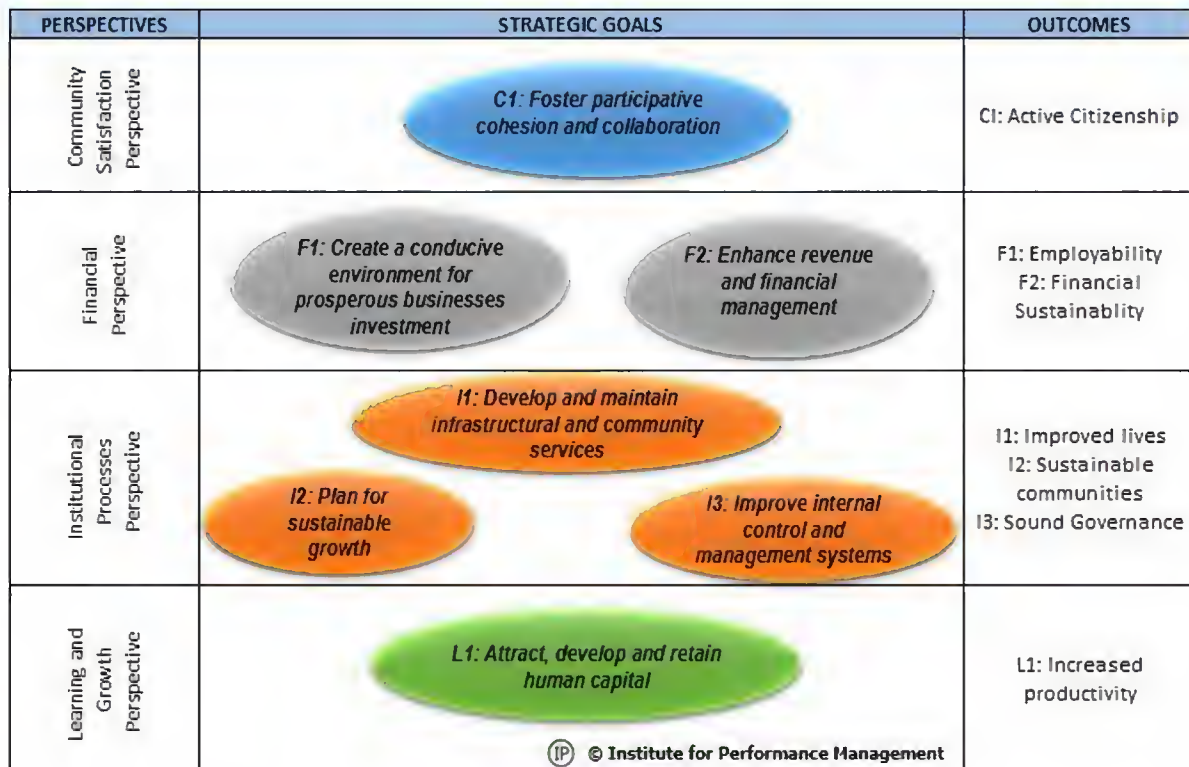 PERSPECTIVES STRATEGIC GOALS OUTCOMES
Community
Satisfaction
Perspective
C1: Foster participative
cohesion and collaboration
CI: Active Citizenship
Financial
Perspective
F1: Create a conducive
environment for
prosperous businesses
investment
F2: Enhance revenue
and financial
management
F1: Employability
F2: Financial
Sustainablity
Institutional
Processes
Perspective
I1: Develop and maintain
infrastructural and community
services
I2: Plan for
sustainable
growth
I3: Improve internal
control and
management systems
I1: Improved lives
I2: Sustainable
communities
I3: Sound Governance
Learning and
Growth
Perspective
L1: Attract, develop and retain
human capital
L1: Increased
productivity
IP © Institute for Performance Management